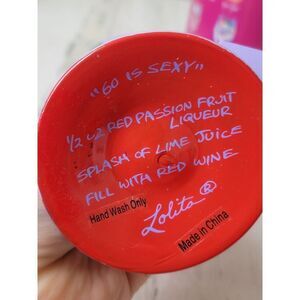 "60 IS SEXY"
1/2 oz RED PASSION FRUIT
LIQUEUR
SPLASH OF LIME JUICE
FILL WITH RED WINE
Hand Wash Only
Lolita ®
Made in China